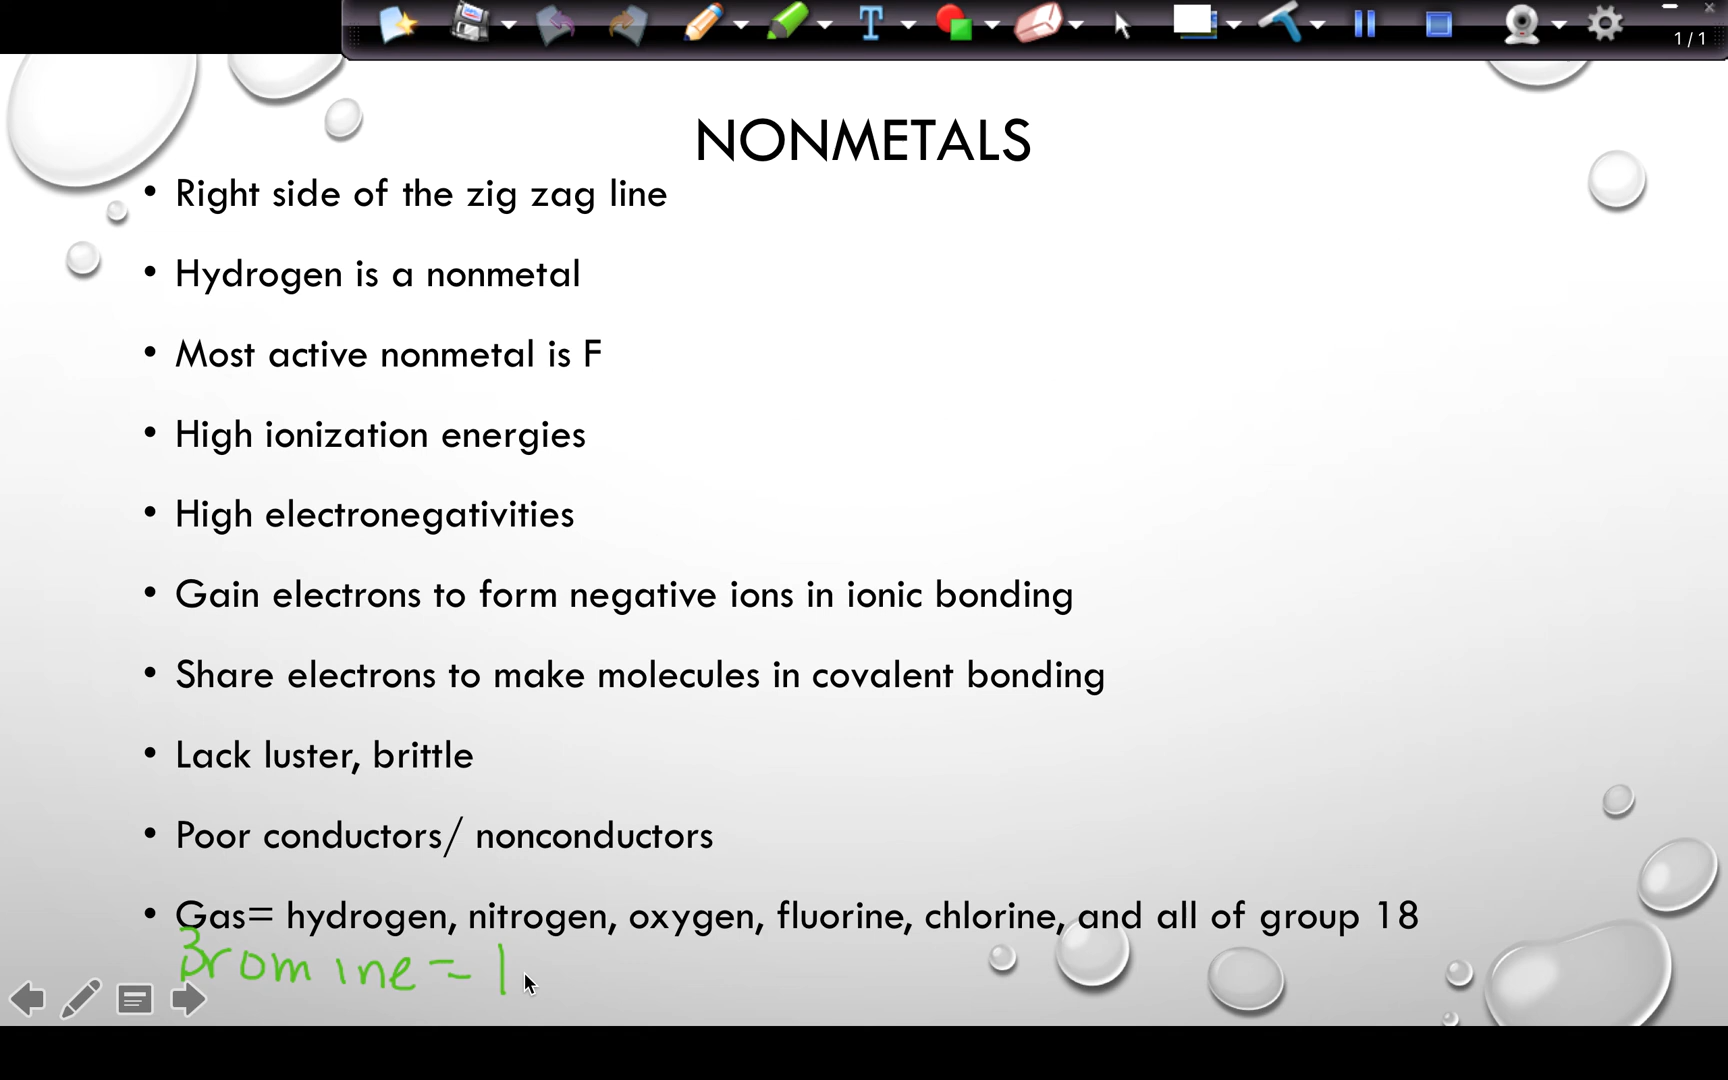 1 / 1
NONMETALS
• Right side of the zig zag line
• Hydrogen is a nonmetal
• Most active nonmetal is F
• High ionization energies
• High electronegativities
• Gain electrons to form negative ions in ionic bonding
• Share electrons to make molecules in covalent bonding
• Lack luster, brittle
• Poor conductors/ nonconductors
• Gas= hydrogen, nitrogen, oxygen, fluorine, chlorine, and all of group 18
Bromine = l